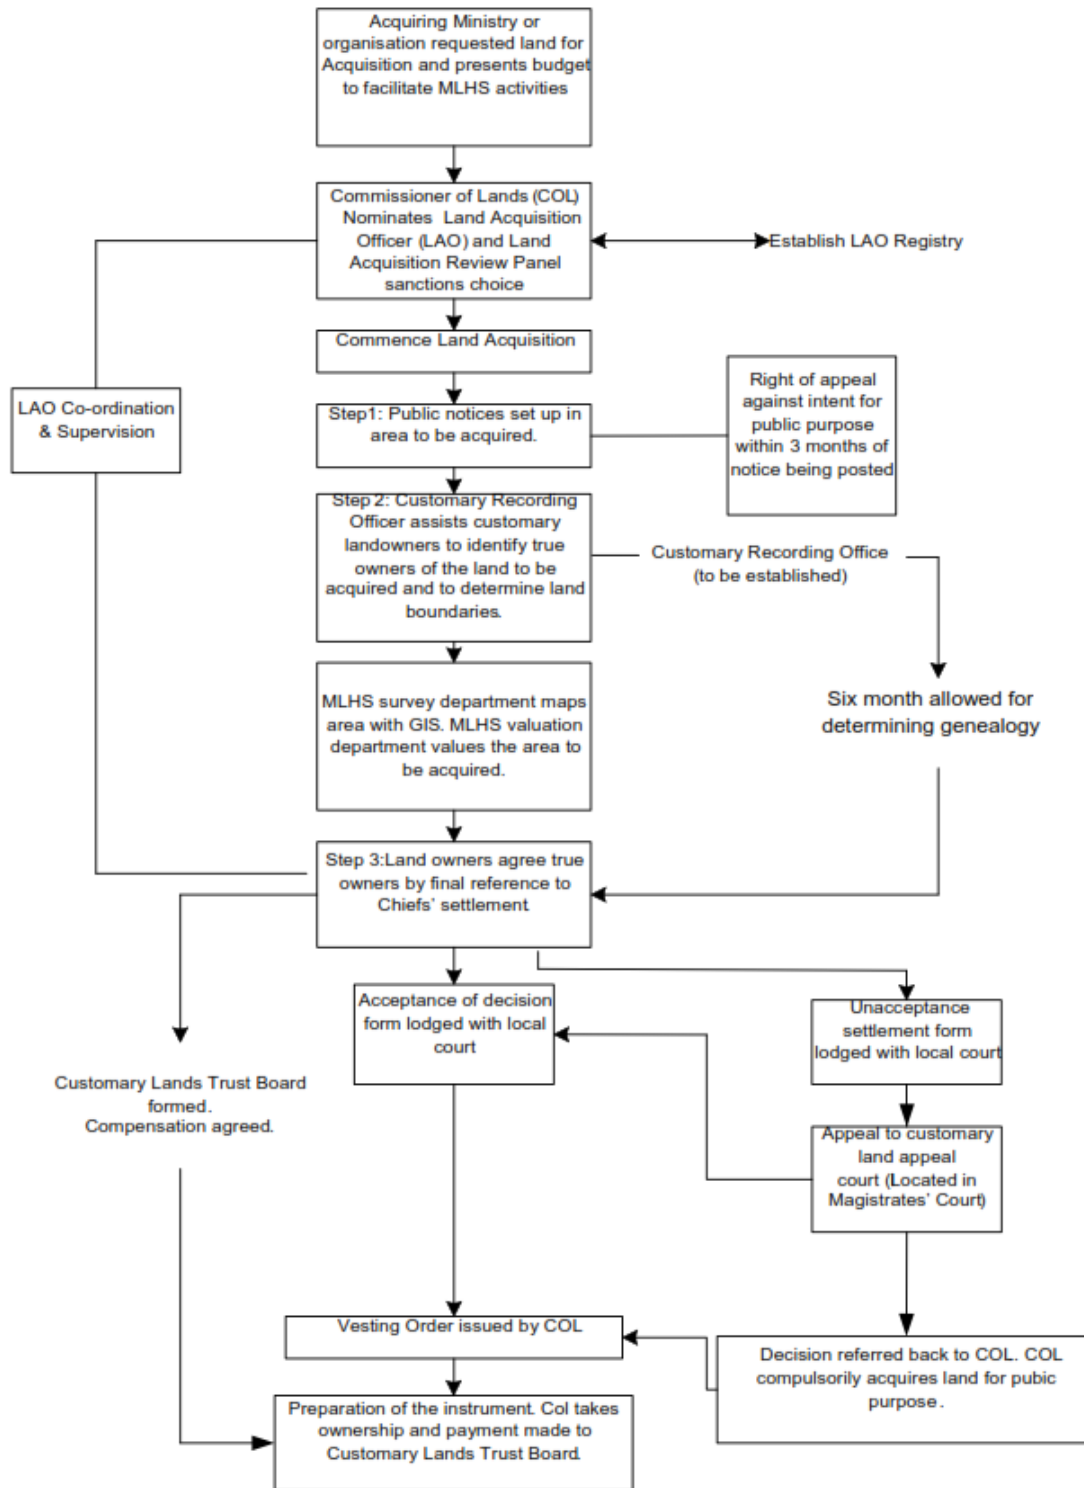 Acquiring Ministry or
organisation requested land for
Acquisition and presents budget
to facilitate MLHS activities
Commissioner of Lands (COL)
Nominates Land Acquisition
Officer (LAO) and Land
Acquisition Review Panel
sanctions choice
Establish LAO Registry
Commence Land Acquisition
LAO Co-ordination
& Supervision
Step1: Public notices set up in
area to be acquired.
Right of appeal
against intent for
public purpose
within 3 months of
notice being posted
Step 2: Customary Recording
Officer assists customary
landowners to identify true
owners of the land to be
acquired and to determine land
boundaries.
Customary Recording Office
(to be established)
MLHS survey department maps
area with GIS. MLHS valuation
department values the area to
be acquired.
Six month allowed for
determining genealogy
Step 3:Land owners agree true
owners by final reference to
Chiefs' settlement.
Acceptance of decision
form lodged with local
court
Unacceptance
settlement form
lodged with local court
Customary Lands Trust Board
formed.
Compensation agreed.
Appeal to customary
land appeal
court (Located in
Magistrates' Court)
Vesting Order issued by COL
Decision referred back to COL. COL
compulsorily acquires land for pubic
purpose.
Preparation of the instrument. Col takes
ownership and payment made to
Customary Lands Trust Board.